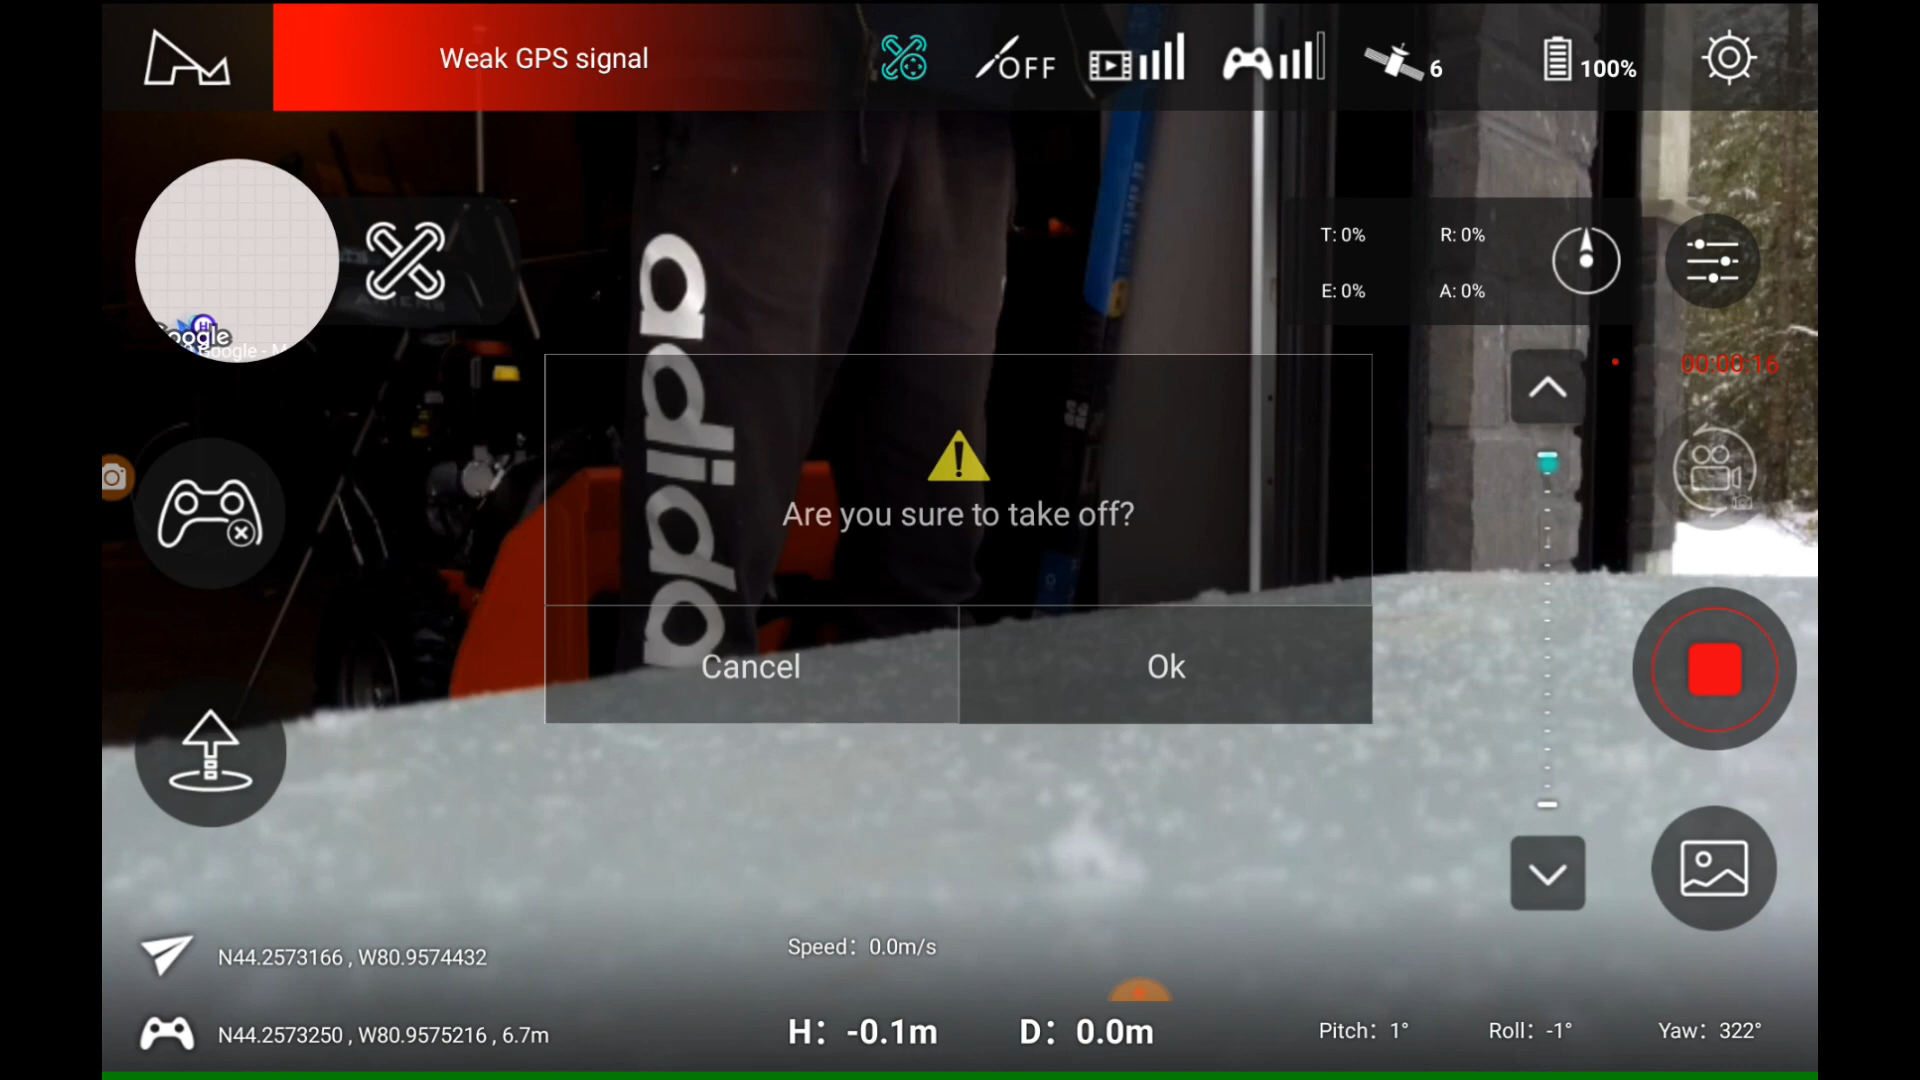 Weak GPS signal
OFF
6
100%
T: 0%
R: 0%
E: 0%
A: 0%
Google
Google - M
00:00:16
adidas
Are you sure to take off?
Cancel
Ok
N44.2573166 , W80.9574432
Speed: 0.0m/s
N44.2573250 , W80.9575216 , 6.7m
H: -0.1m
D: 0.0m
Pitch: 1°
Roll: -1°
Yaw: 322°